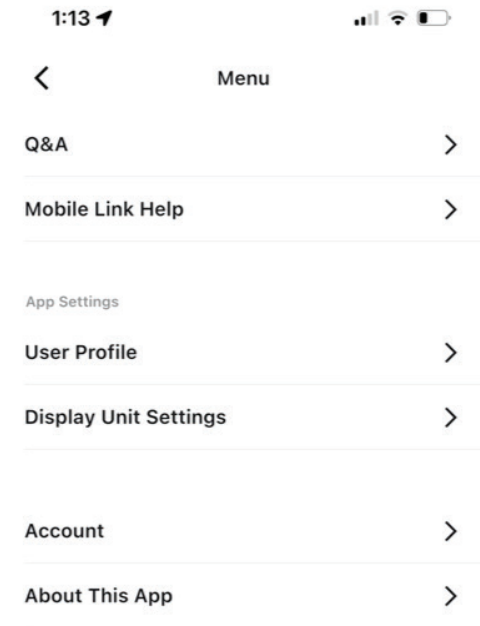 1:13
Menu
Q&A
Mobile Link Help
App Settings
User Profile
Display Unit Settings
Account
About This App